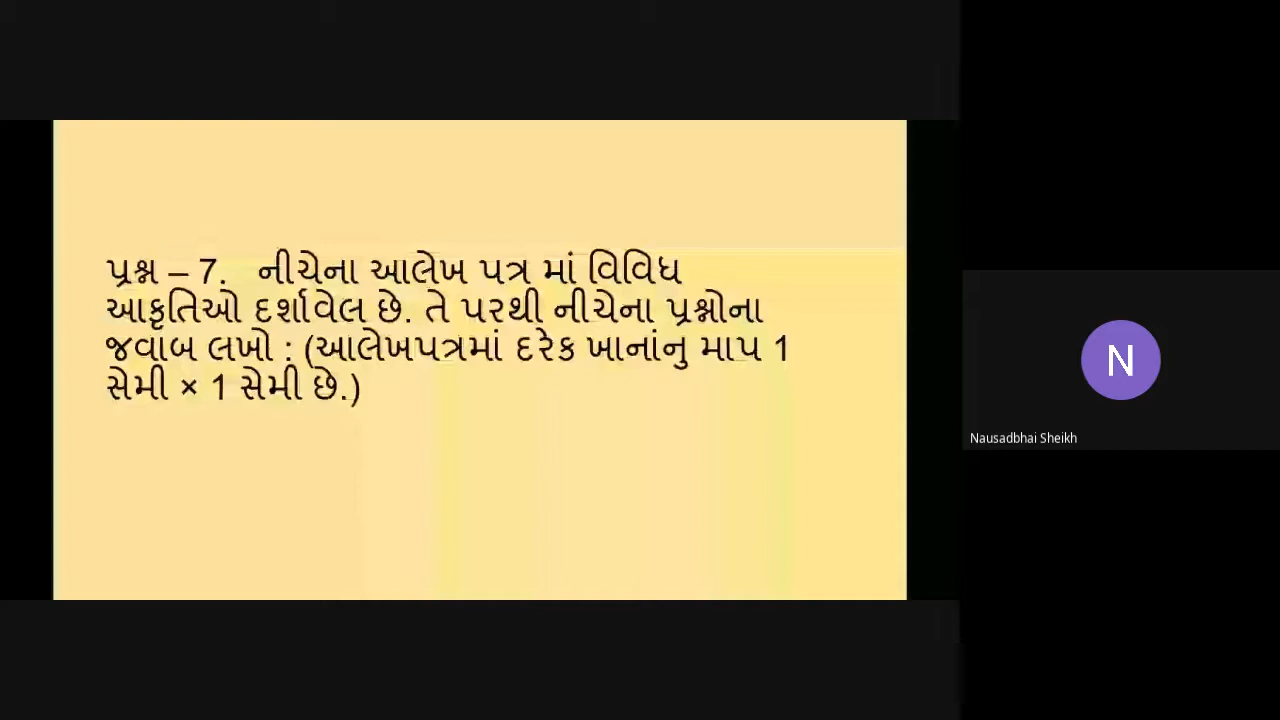 પ્રશ્ન – 7. નીચેના આલેખ પત્ર માં વિવિધ
આકૃતિઓ દર્શાવેલ છે. તે પરથી નીચેના પ્રશ્નોના
જવાબ લખો : (આલેખપત્રમાં દરેક ખાનાંનુ માપ 1
સેમી × 1 સેમી છે.)
N
Nausadbhai Sheikh